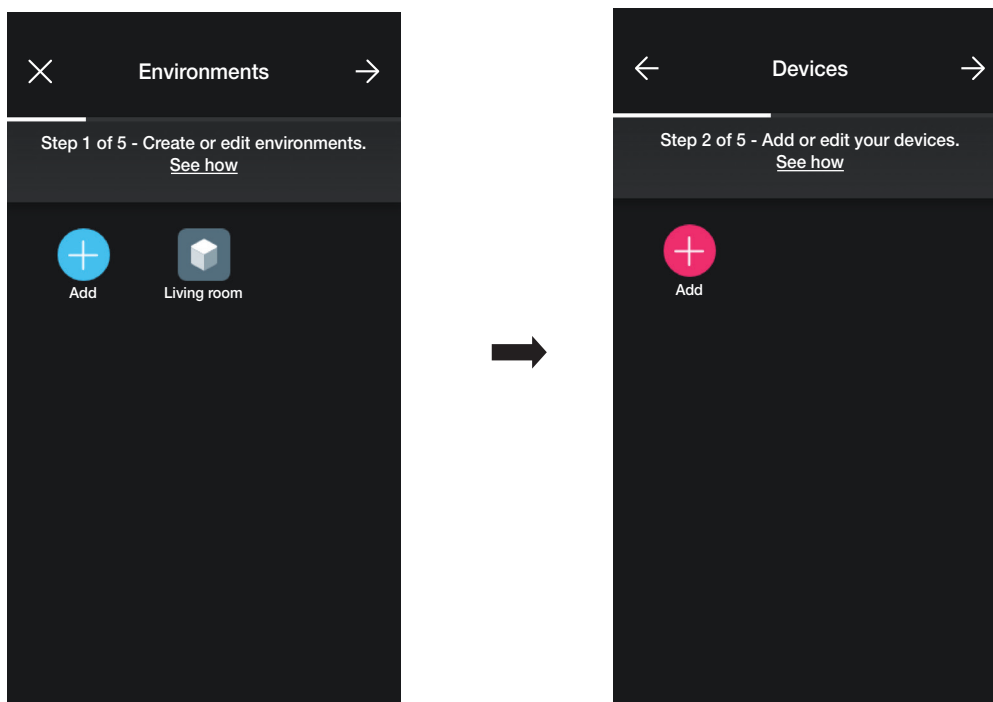 Environments
Step 1 of 5 - Create or edit environments.
See how
Add
Living room
Devices
Step 2 of 5 - Add or edit your devices.
See how
Add